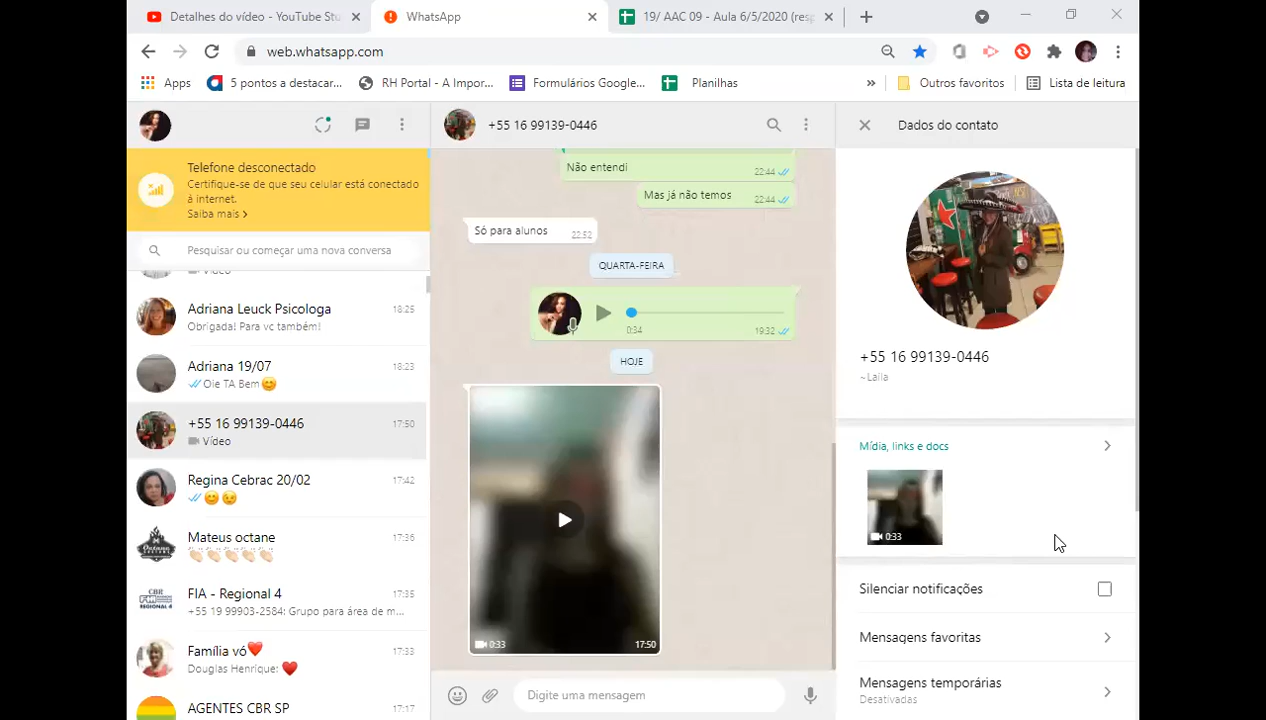 Detalhes do vídeo - YouTube Stu
WhatsApp
19/ AAC 09 - Aula 6/5/2020 (resp
web.whatsapp.com
Apps
5 pontos a destacar...
RH Portal - A Impor...
Formulários Google...
Planilhas
»
Outros favoritos
Lista de leitura
Telefone desconectado
Certifique-se de que seu celular está conectado
à internet.
Saiba mais >
Pesquisar ou começar uma nova conversa
Vídeo
Adriana Leuck Psicologa
18:25
Obrigada! Para vc também!
Adriana 19/07
18:23
Oie TA Bem😊
+55 16 99139-0446
17:50
Vídeo
Regina Cebrac 20/02
17:42
😊😉
Mateus octane
17:36
👏🏻👏🏻👏🏻👏🏻👏🏻
FIA - Regional 4
17:35
+55 19 99903-2584: Grupo para área de m...
CBR
REGIONAL 4
Família vó❤️
17:33
Douglas Henrique: ❤️
AGENTES CBR SP
17:17
+55 16 99139-0446
Não entendi
22:44
Mas já não temos
22:44
Só para alunos
22:52
QUARTA-FEIRA
0:34
19:32
HOJE
0:33
17:50
Digite uma mensagem
Dados do contato
+55 16 99139-0446
~Laila
Mídia, links e docs
0:33
Silenciar notificações
Mensagens favoritas
Mensagens temporárias
Desativadas